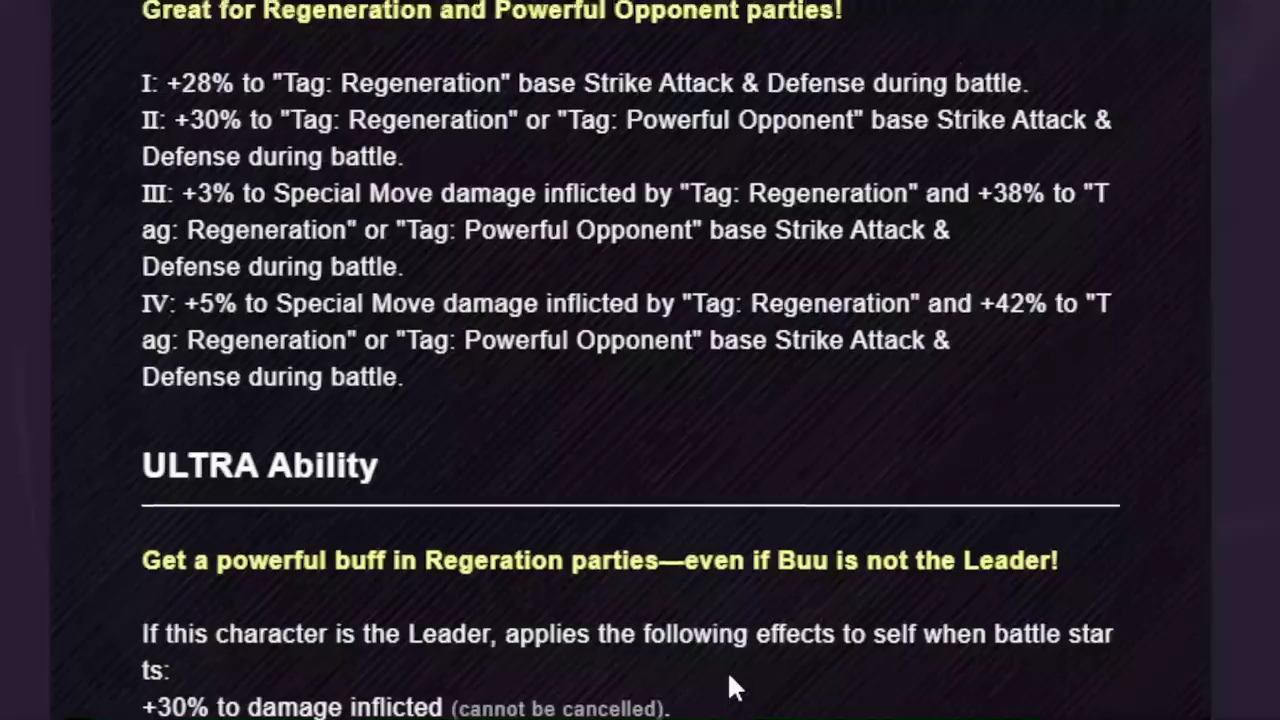 Great for Regeneration and Powerful Opponent parties!
I: +28% to "Tag: Regeneration" base Strike Attack & Defense during battle.
II: +30% to "Tag: Regeneration" or "Tag: Powerful Opponent" base Strike Attack &
Defense during battle.
III: +3% to Special Move damage inflicted by "Tag: Regeneration" and +38% to "T
ag: Regeneration" or "Tag: Powerful Opponent" base Strike Attack &
Defense during battle.
IV: +5% to Special Move damage inflicted by "Tag: Regeneration" and +42% to "T
ag: Regeneration" or "Tag: Powerful Opponent" base Strike Attack &
Defense during battle.
ULTRA Ability
Get a powerful buff in Regeration parties—even if Buu is not the Leader!
If this character is the Leader, applies the following effects to self when battle star
ts:
+30% to damage inflicted (cannot be cancelled).